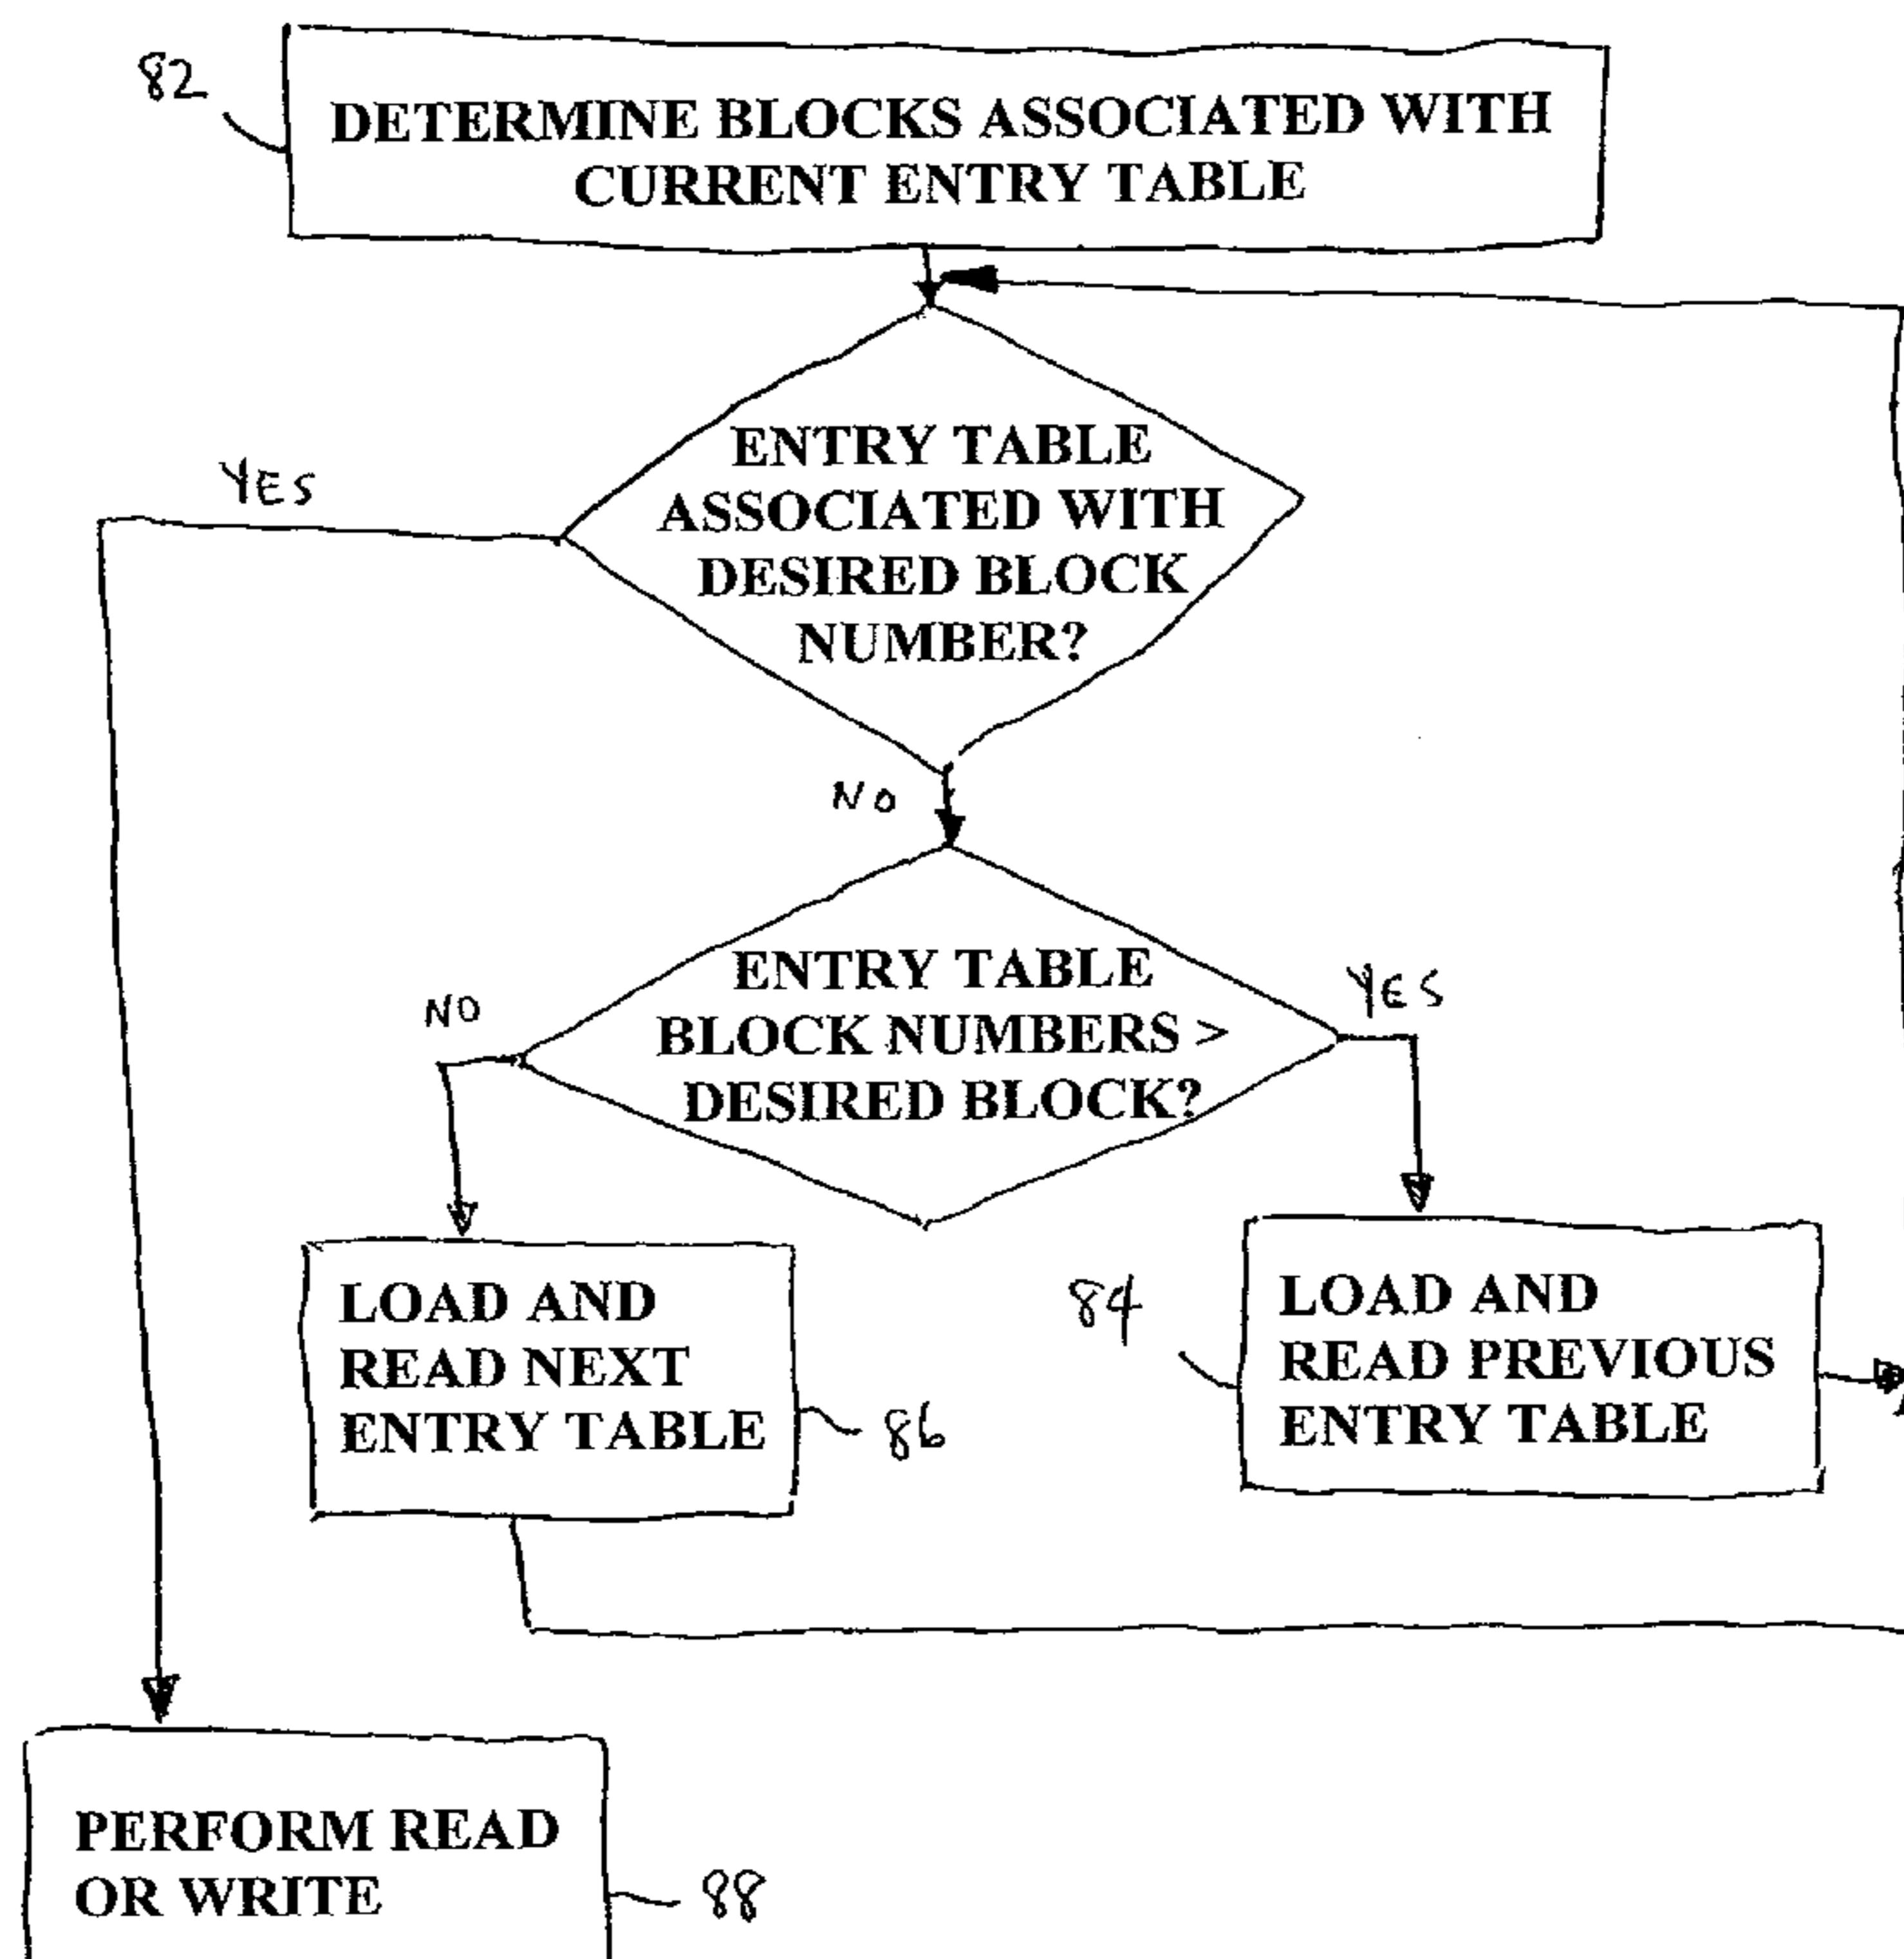 82
DETERMINE BLOCKS ASSOCIATED WITH
CURRENT ENTRY TABLE
YES
ENTRY TABLE
ASSOCIATED WITH
DESIRED BLOCK
NUMBER?
NO
ENTRY TABLE
BLOCK NUMBERS >
DESIRED BLOCK?
NO
YES
LOAD AND
READ NEXT
ENTRY TABLE
86
84
LOAD AND
READ PREVIOUS
ENTRY TABLE
PERFORM READ
OR WRITE
88